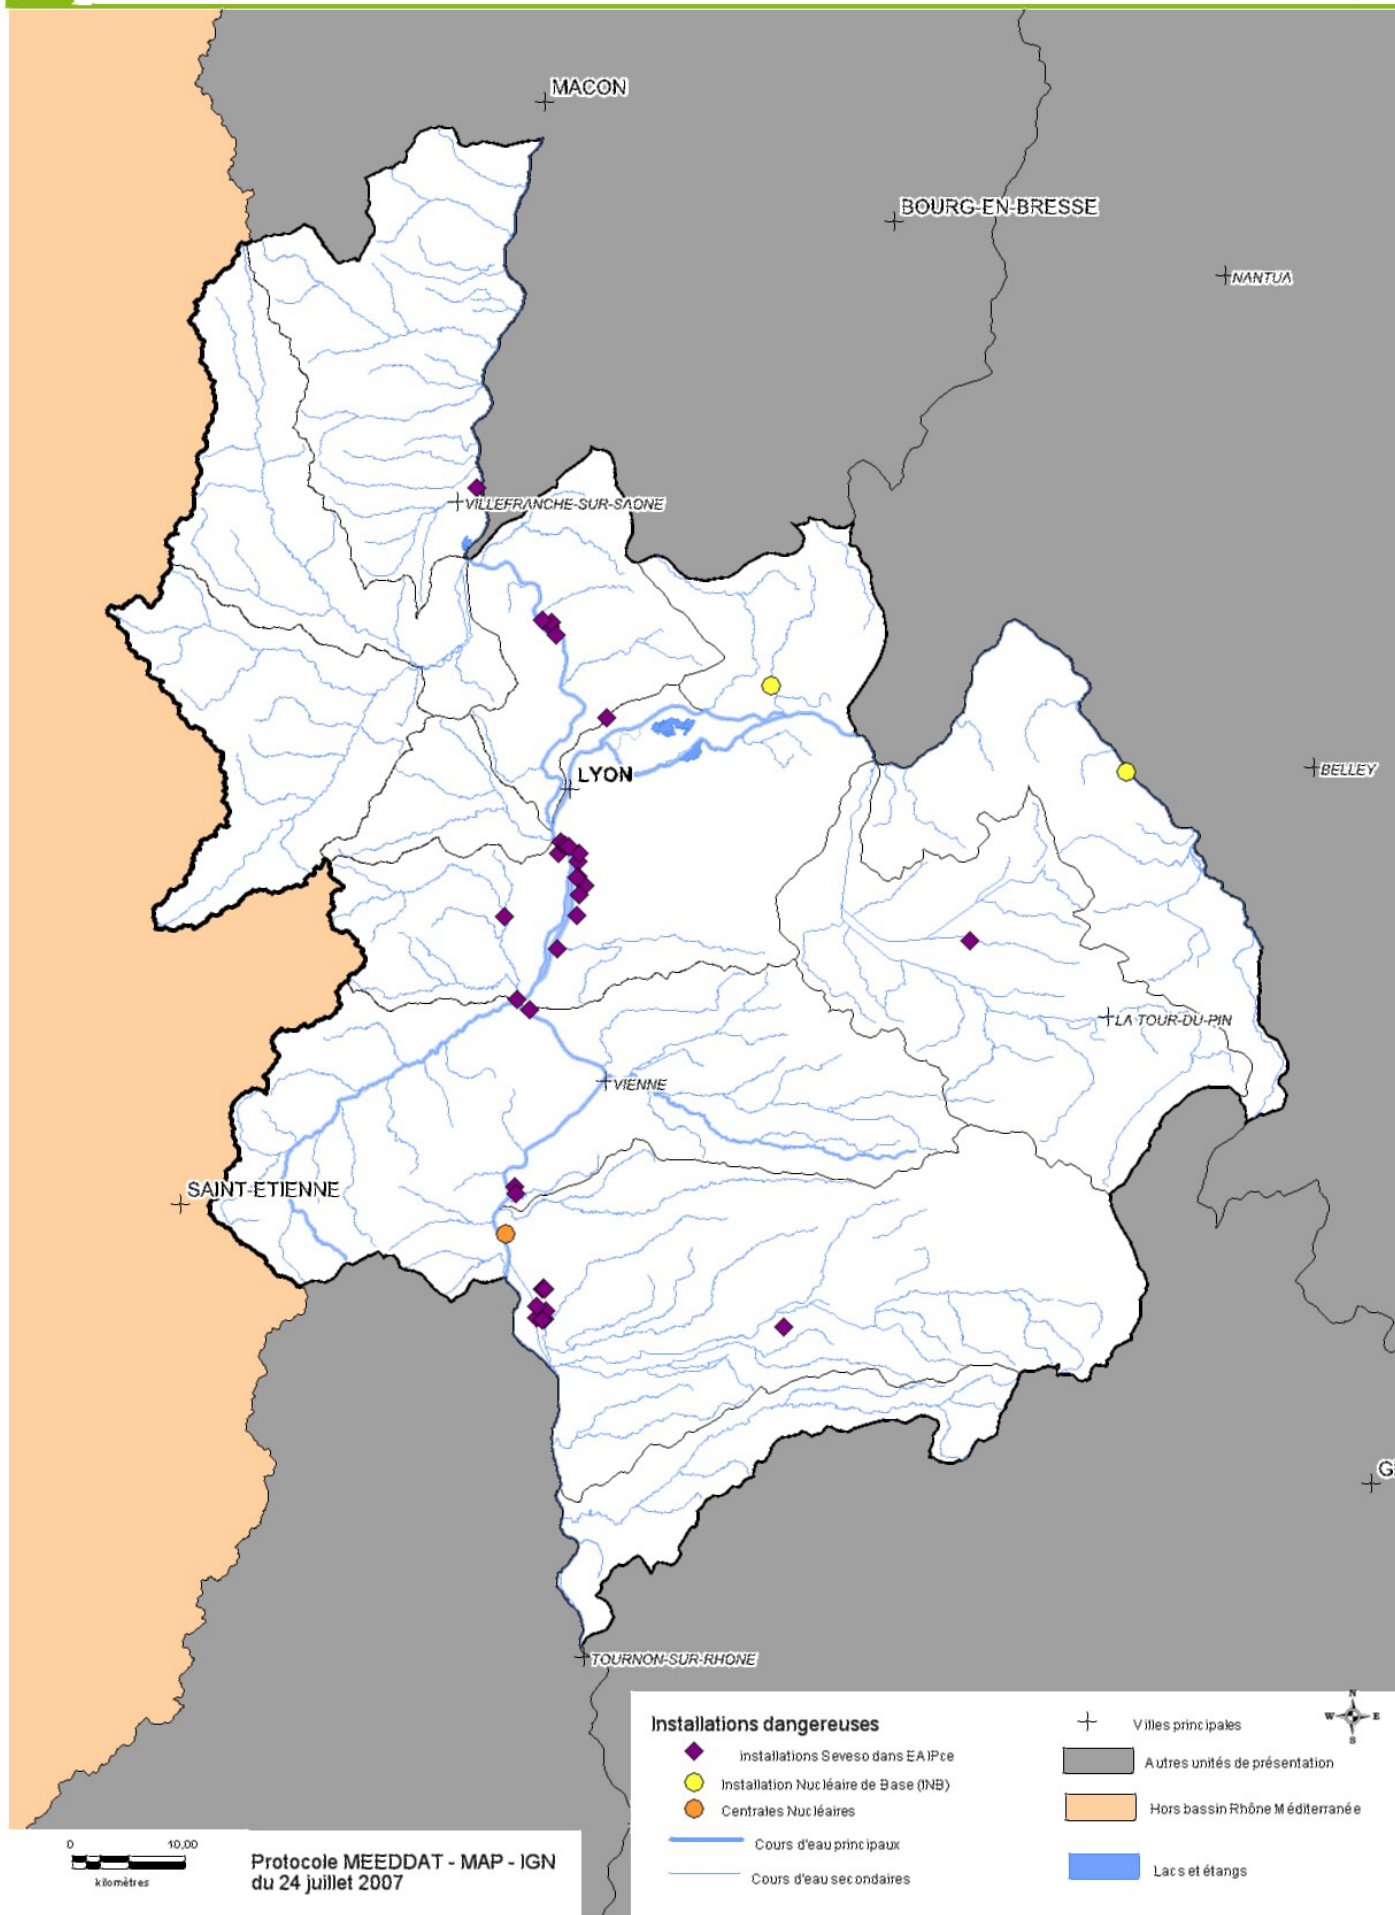 MACON
BOURG-EN-BRESSE
NANTUA
VILLEFRANCHE-SUR-SAONE
LYON
BELLEY
LA TOUR-DU-PIN
VIENNE
SAINT-ETIENNE
G
TOURNON-SUR-RHONE
Installations dangereuses
installations Seveso dans EAIPce
Installation Nucléaire de Base (INB)
Centrales Nucléaires
Cours d'eau principaux
Cours d'eau secondaires
Villes principales
Autres unités de présentation
Hors bassin Rhône Méditerranée
Lacs et étangs
N
W E
S
0 10,00
kilomètres
Protocole MEEDDAT - MAP - IGN
du 24 juillet 2007